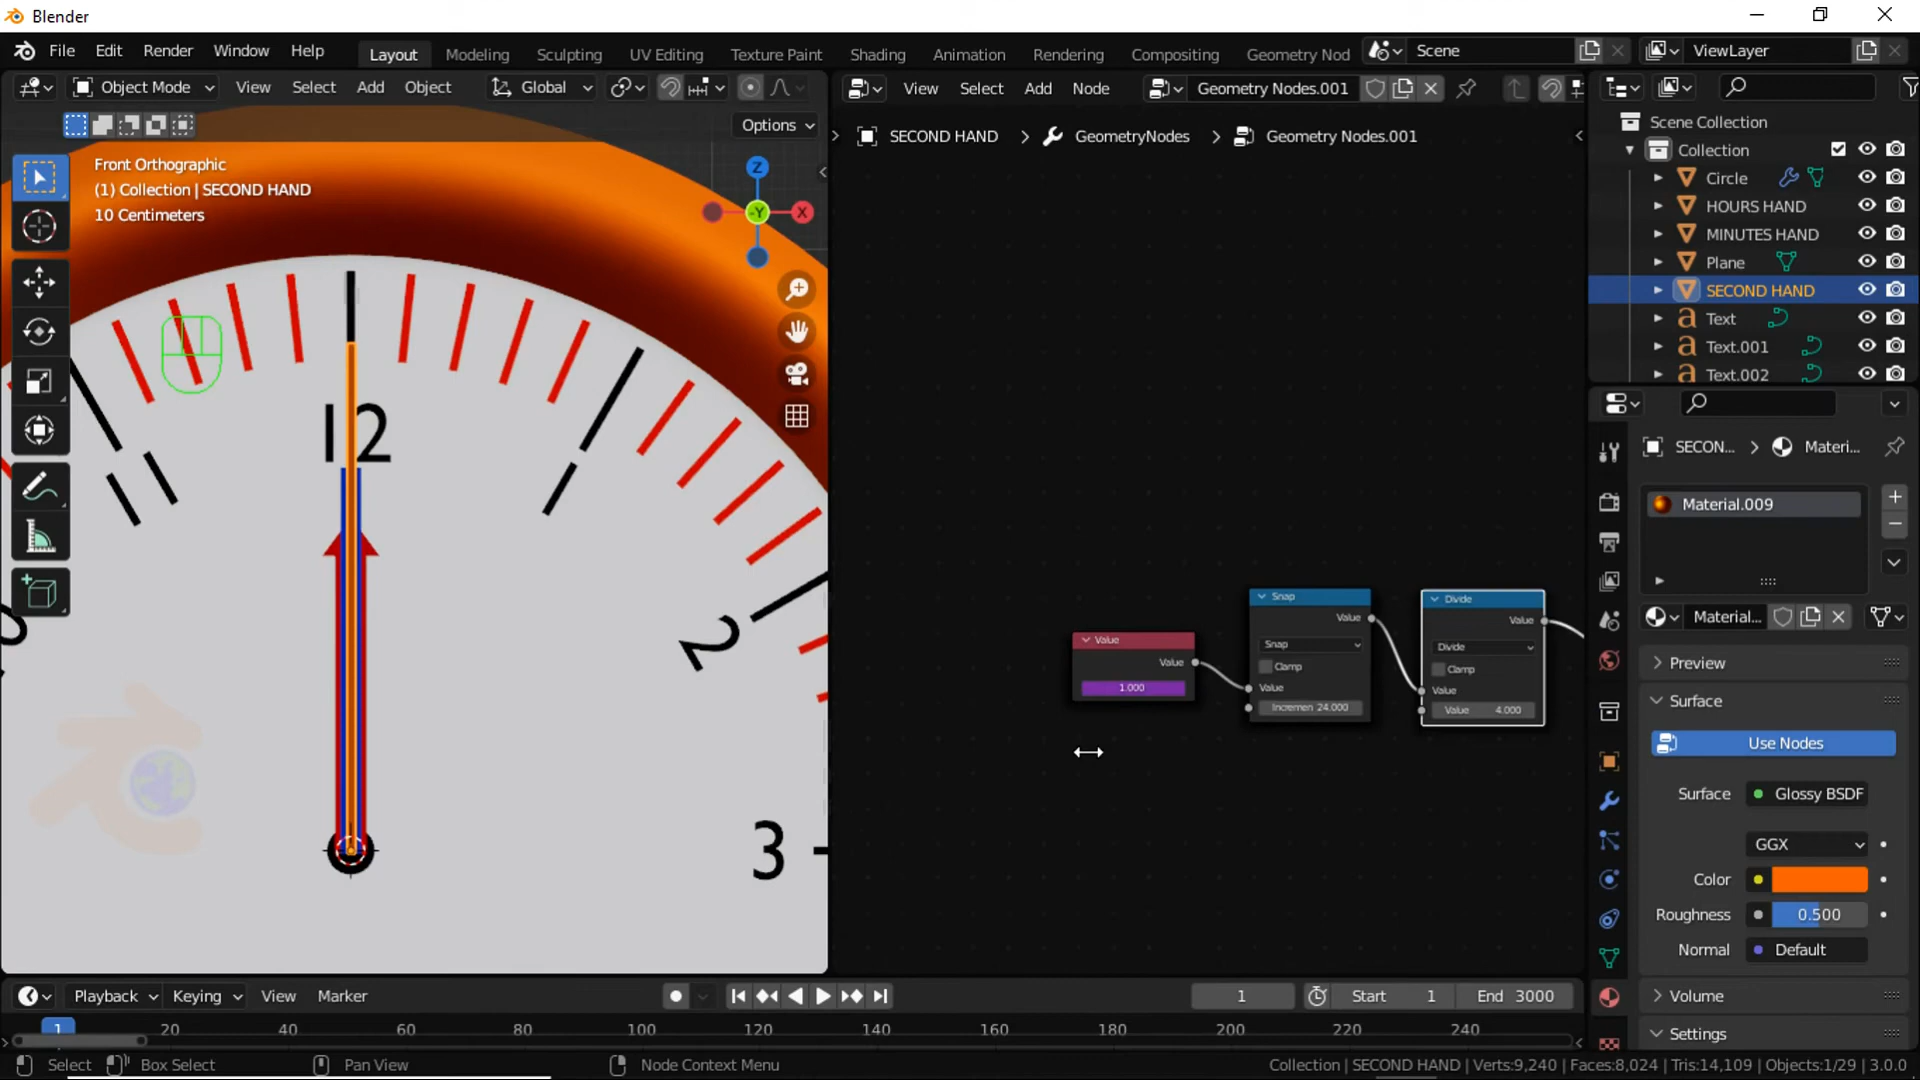 Blender
File Edit Render Window Help Layout Modeling Sculpting UV Editing Texture Paint Shading Animation Rendering Compositing Geometry Nod Scene ViewLayer
Object Mode View Select Add Object Global
View Select Add Node Geometry Nodes.001
Options
SECOND HAND GeometryNodes Geometry Nodes.001
Front Orthographic
(1) Collection | SECOND HAND
10 Centimeters
Z
-Y X
12
2
3
Value
Value
1.000
Snap
Value
Snap
Clamp
Value
Incremen 24.000
Divide
Value
Divide
Clamp
Value
Value 4.000
Scene Collection
Collection
Circle
HOURS HAND
MINUTES HAND
Plane
SECOND HAND
Text
Text.001
Text.002
SECON... Materi...
Material.009
Material...
Preview
Surface
Use Nodes
Surface Glossy BSDF
GGX
Color
Roughness 0.500
Normal Default
Volume
Settings
Playback Keying View Marker 1 Start 1 End 3000
1 20 40 60 80 100 120 140 160 180 200 220 240
Select Box Select Pan View Node Context Menu Collection | SECOND HAND | Verts:9,240 | Faces:8,024 | Tris:14,109 | Objects:1/29 | 3.0.0